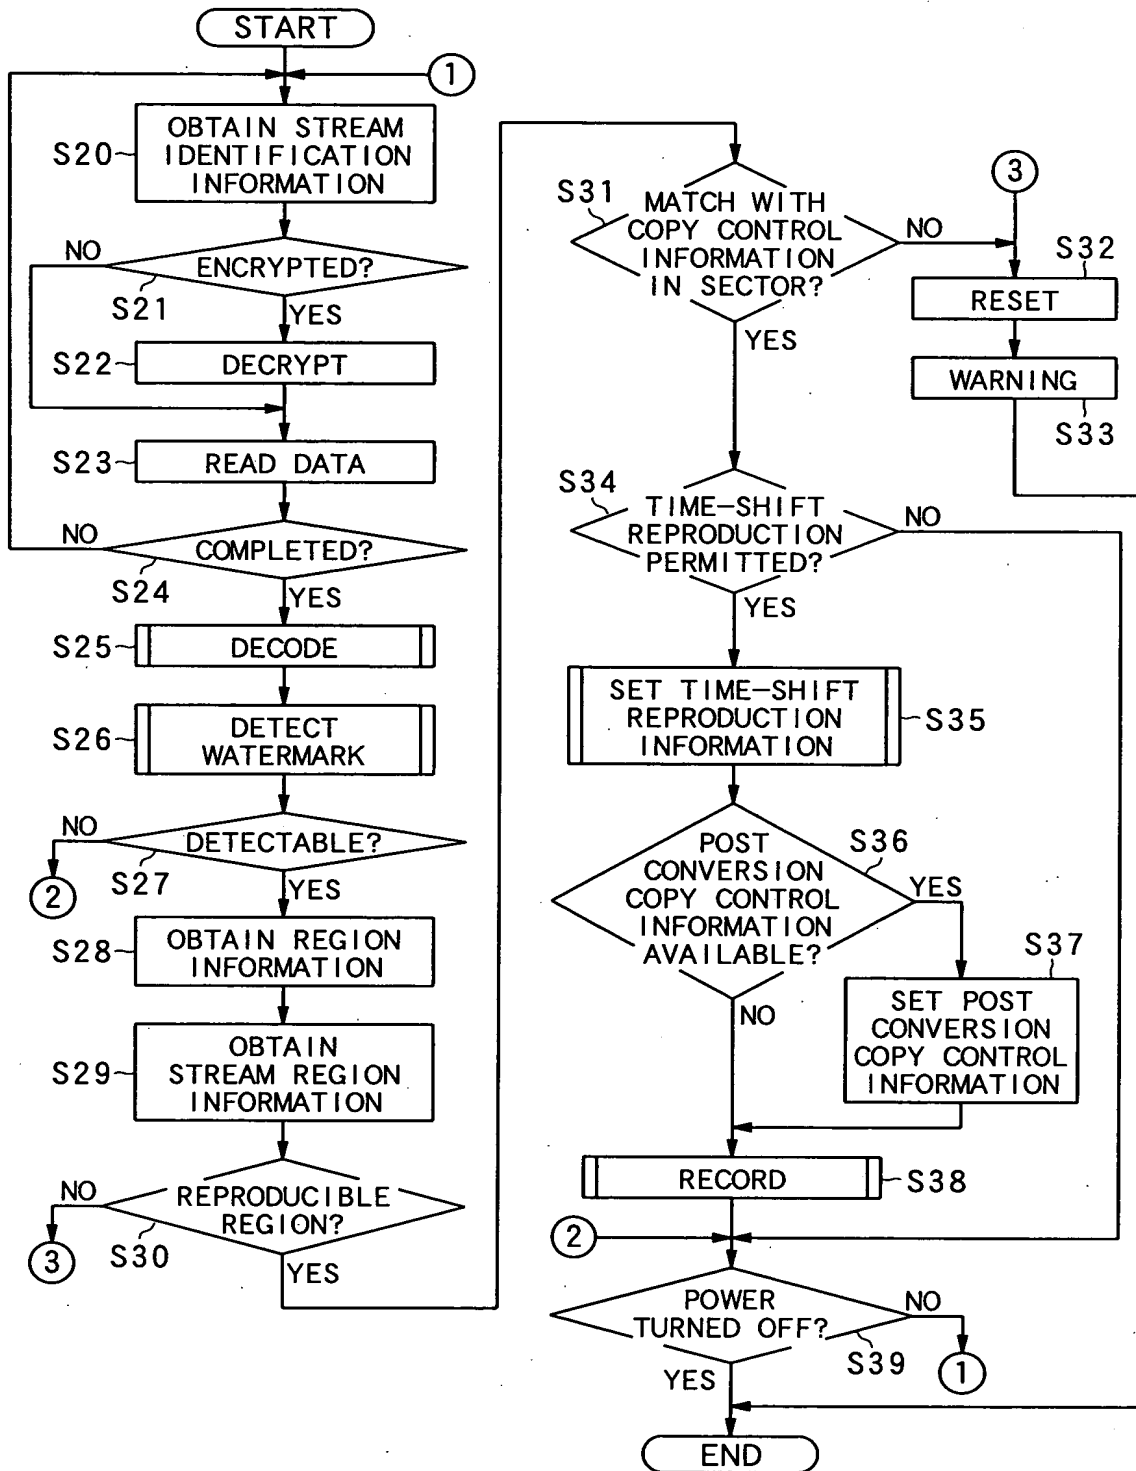 START
1
S20
OBTAIN STREAM
IDENTIFICATION
INFORMATION
NO
ENCRYPTED?
S21
YES
S22
DECRYPT
S23
READ DATA
NO
COMPLETED?
S24
YES
S25
DECODE
S26
DETECT
WATERMARK
NO
DETECTABLE?
2
S27
YES
S28
OBTAIN REGION
INFORMATION
S29
OBTAIN
STREAM REGION
INFORMATION
NO
REPRODUCIBLE
REGION?
3
S30
YES
S31
MATCH WITH
COPY CONTROL
INFORMATION
IN SECTOR?
NO
YES
3
S32
RESET
WARNING
S33
S34
TIME-SHIFT
REPRODUCTION
PERMITTED?
NO
YES
SET TIME-SHIFT
REPRODUCTION
INFORMATION
S35
POST
CONVERSION
COPY CONTROL
INFORMATION
AVAILABLE?
S36
YES
NO
S37
SET POST
CONVERSION
COPY CONTROL
INFORMATION
RECORD
S38
2
POWER
TURNED OFF?
NO
S39
1
YES
END